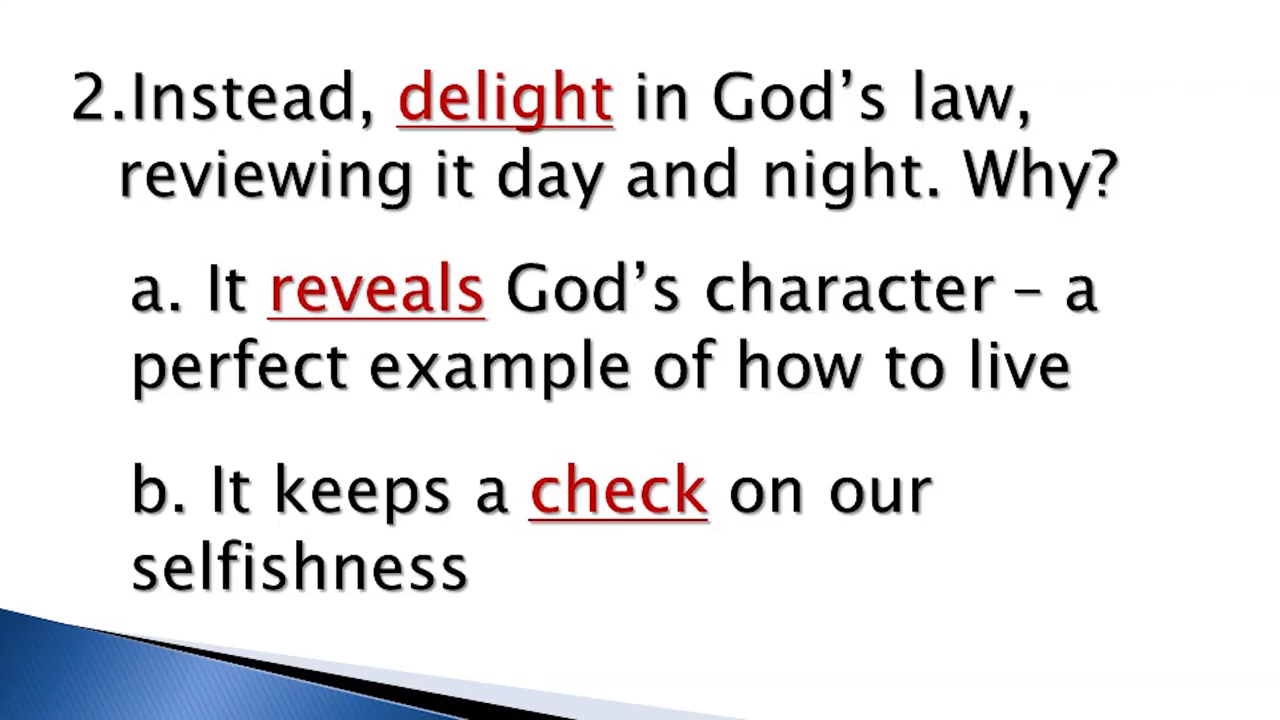 2.Instead, delight in God’s law,
reviewing it day and night. Why?
a. It reveals God’s character – a
perfect example of how to live
b. It keeps a check on our
selfishness